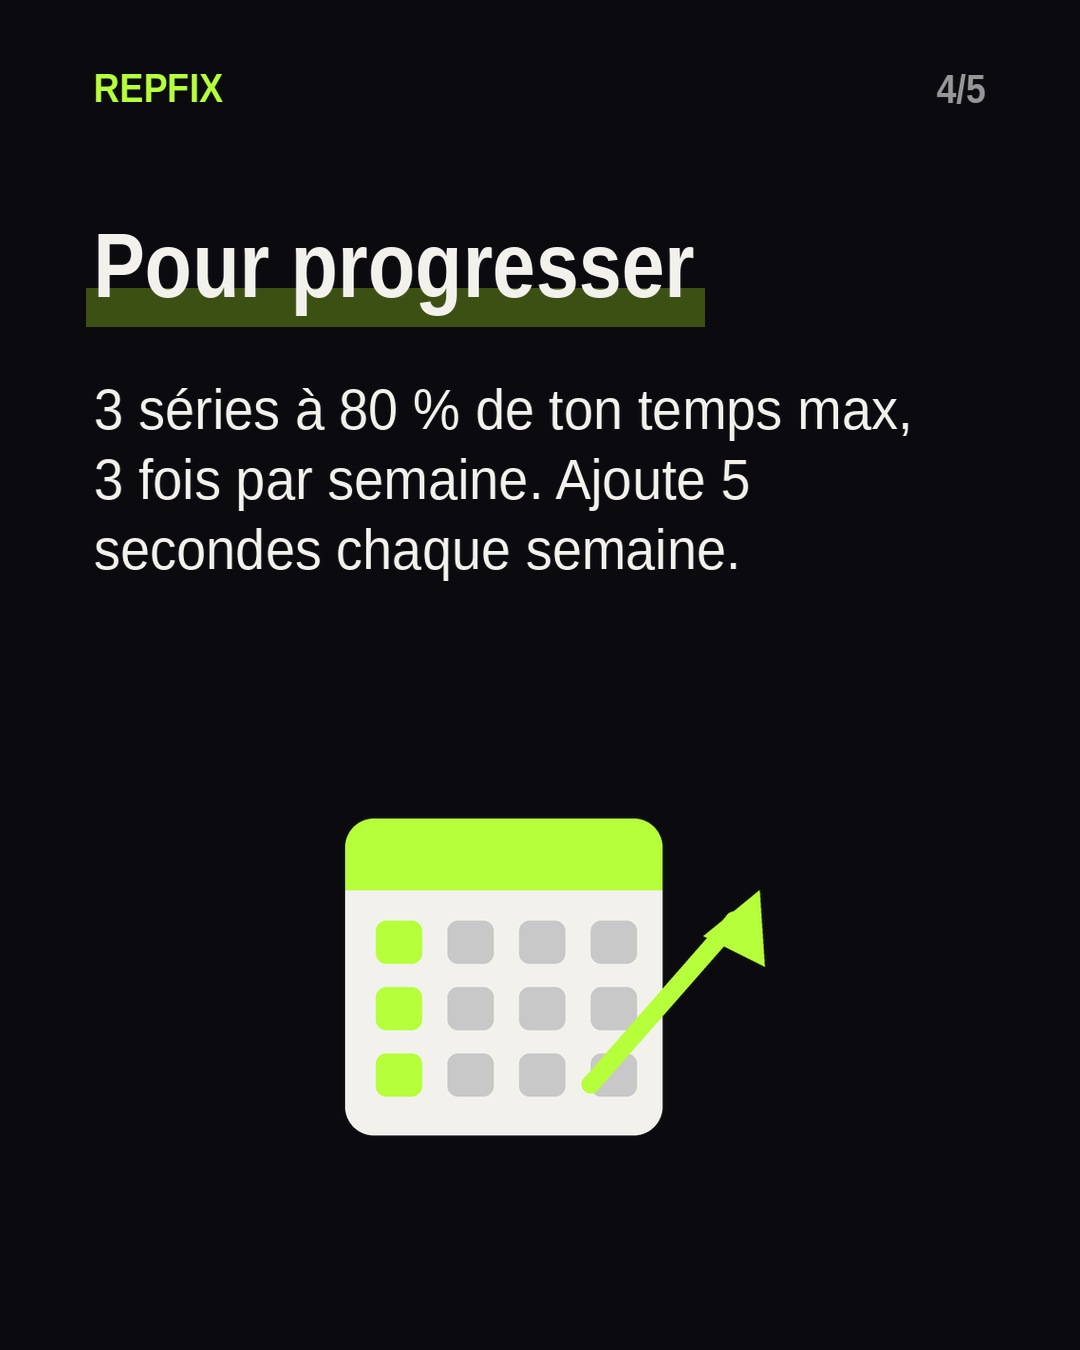 REPFIX
4/5
Pour progresser
3 séries à 80 % de ton temps max,
3 fois par semaine. Ajoute 5
secondes chaque semaine.